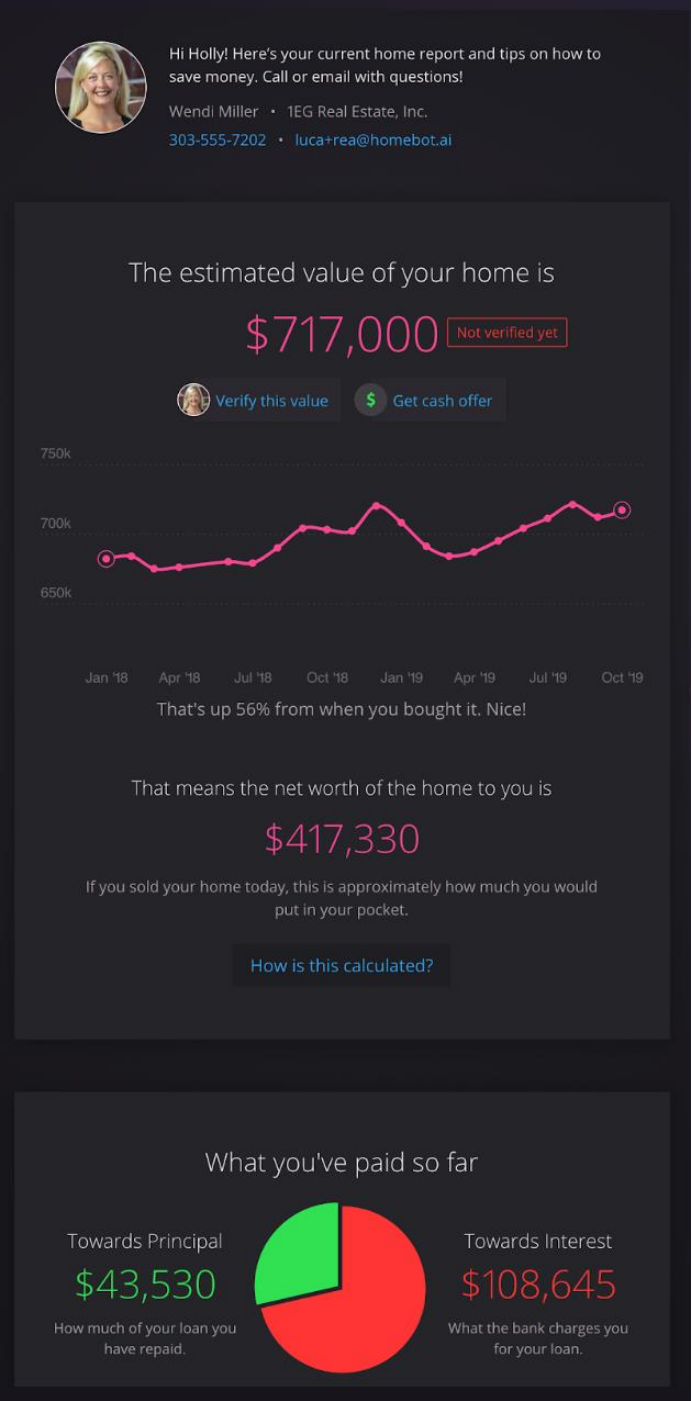 Hi Holly! Here's your current home report and tips on how to
save money. Call or email with questions!
Wendi Miller • 1EG Real Estate, Inc.
303-555-7202 • luca+rea@homebot.ai
The estimated value of your home is
$717,000 Not verified yet
Verify this value $ Get cash offer
750k
700k
650k
Jan '18 Apr '18 Jul '18 Oct '18 Jan '19 Apr '19 Jul '19 Oct '19
That's up 56% from when you bought it. Nice!
That means the net worth of the home to you is
$417,330
If you sold your home today, this is approximately how much you would
put in your pocket.
How is this calculated?
What you've paid so far
Towards Principal
$43,530
How much of your loan you
have repaid.
Towards Interest
$108,645
What the bank charges you
for your loan.